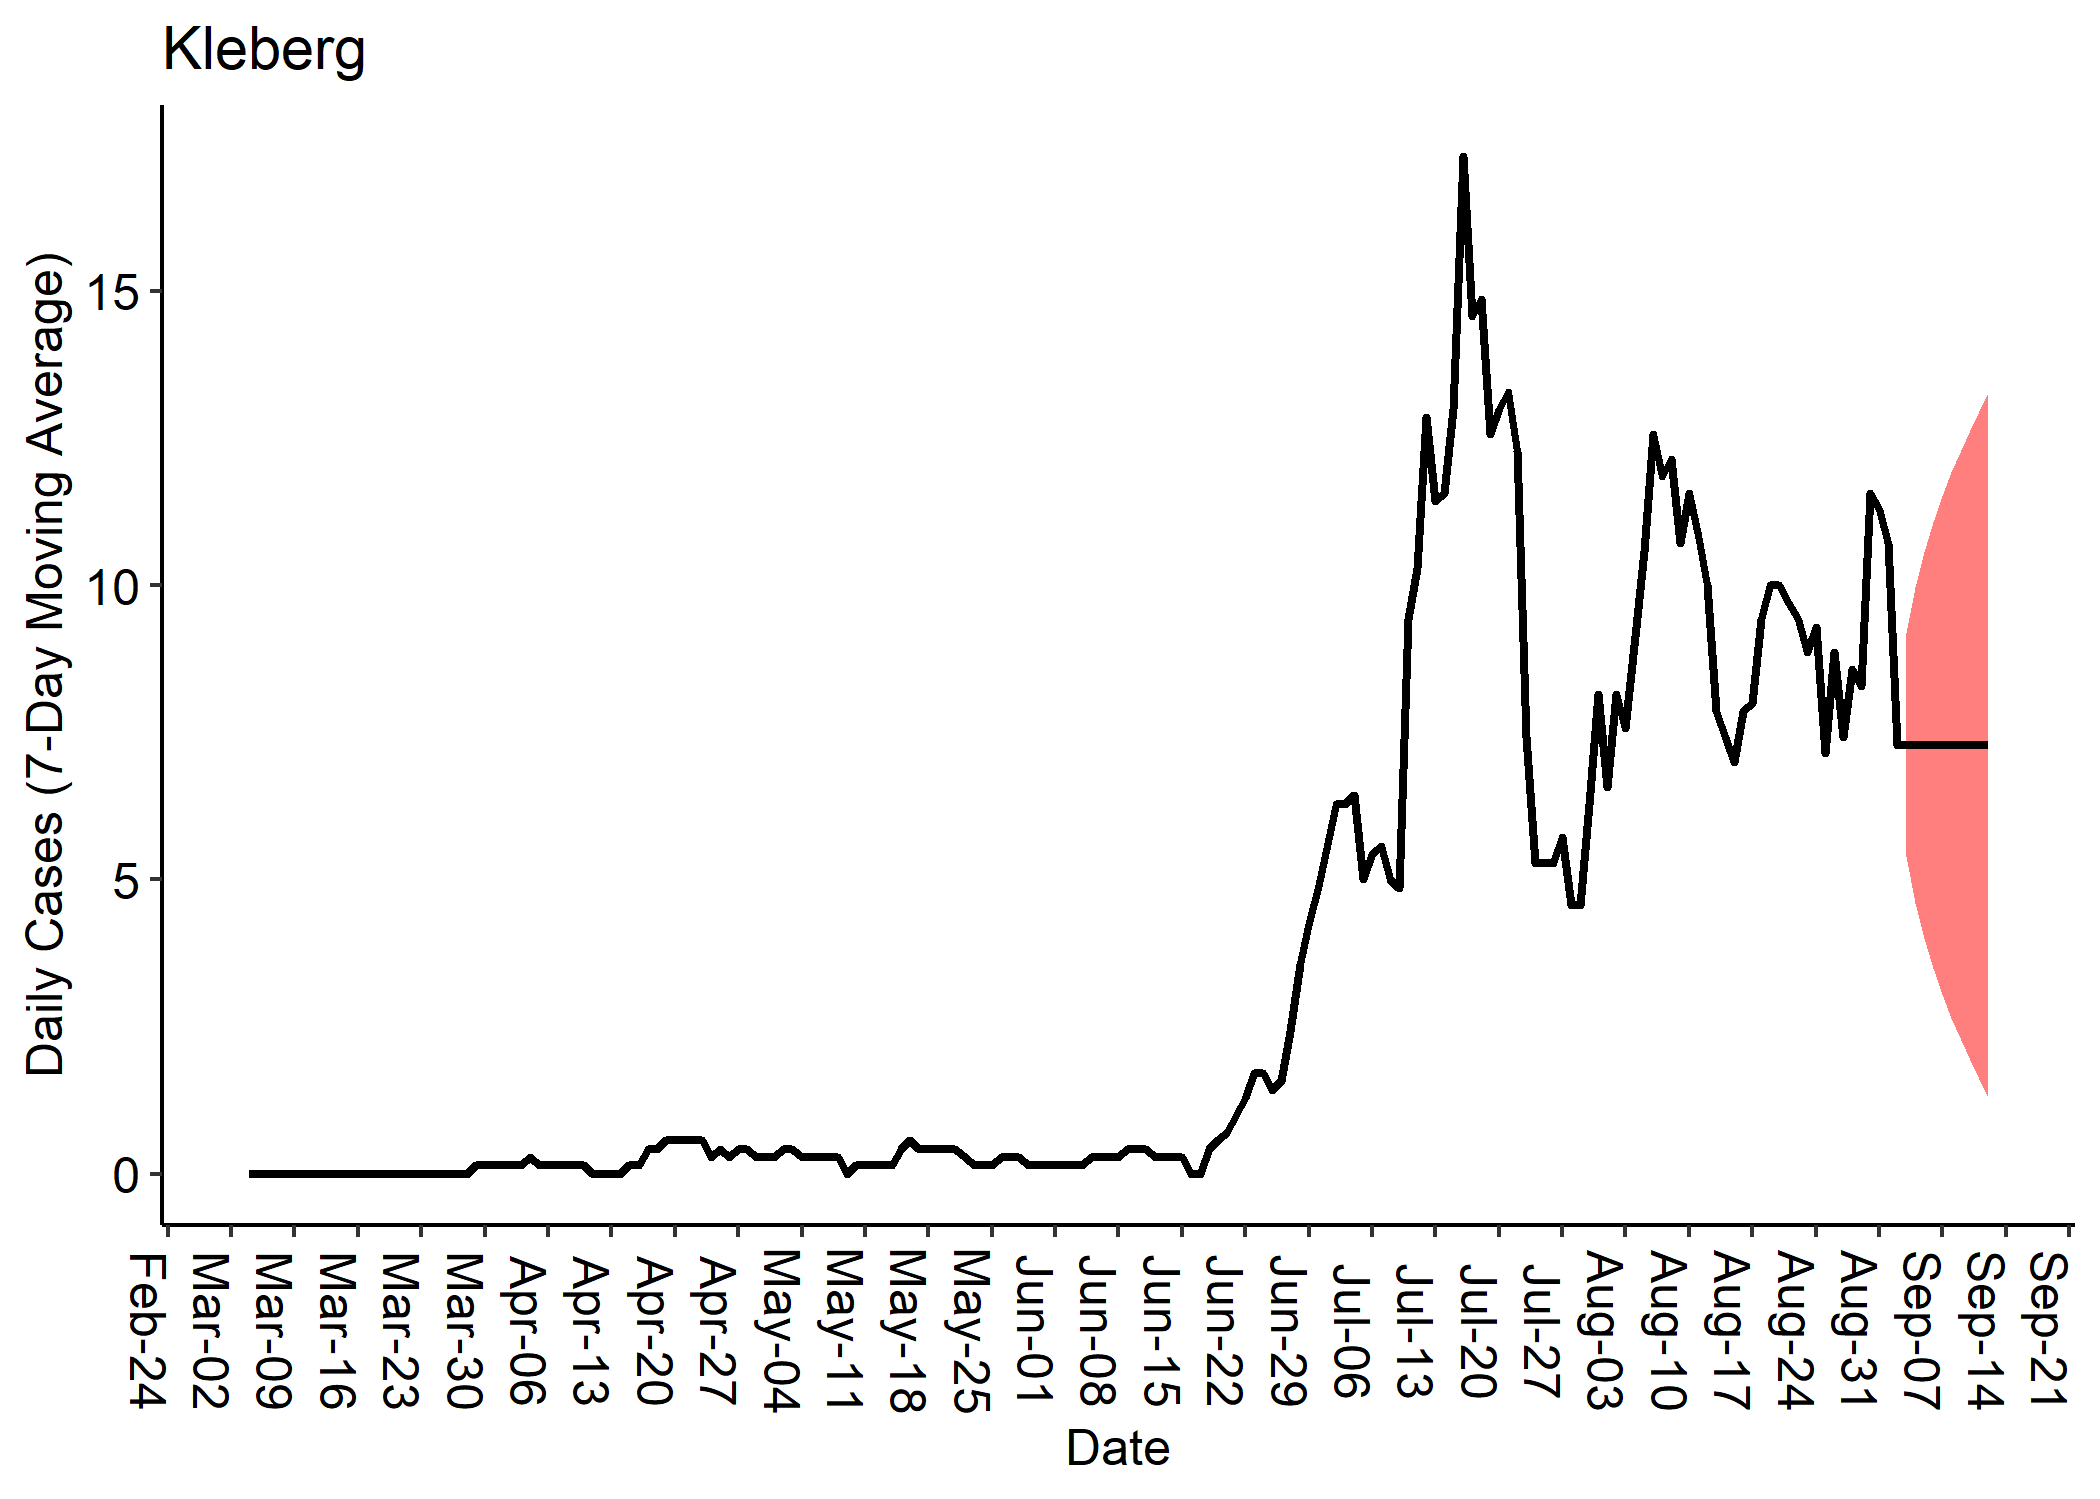 Kleberg
Daily Cases (7-Day Moving Average)
15
10
5
0
Feb-24
Mar-02
Mar-09
Mar-16
Mar-23
Mar-30
Apr-06
Apr-13
Apr-20
Apr-27
May-04
May-11
May-18
May-25
Jun-01
Jun-08
Jun-15
Jun-22
Jun-29
Jul-06
Jul-13
Jul-20
Jul-27
Aug-03
Aug-10
Aug-17
Aug-24
Aug-31
Sep-07
Sep-14
Sep-21
Date